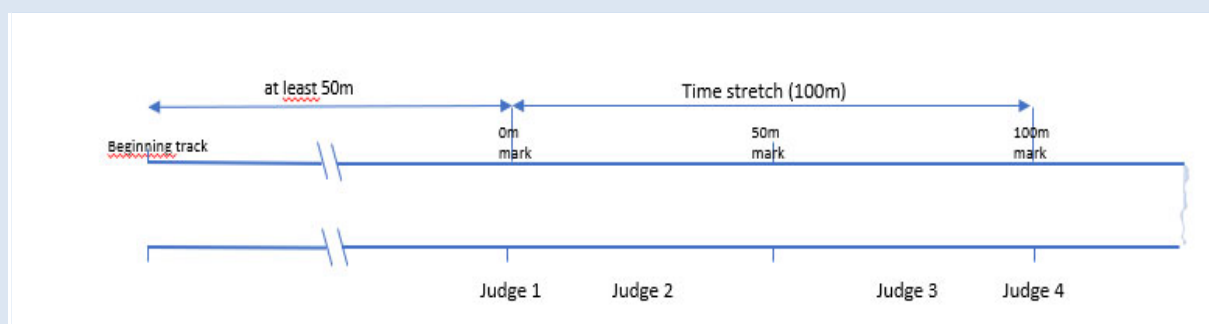 at least 50m
Time stretch (100m)
Beginning track
0m
mark
50m
mark
100m
mark
Judge 1
Judge 2
Judge 3
Judge 4